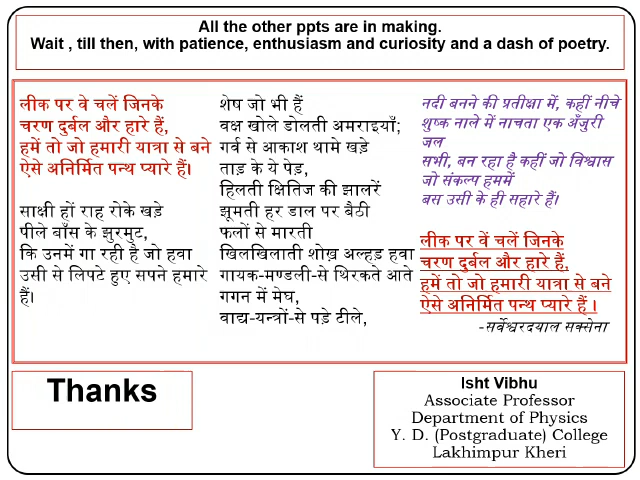 All the other ppts are in making.
Wait , till then, with patience, enthusiasm and curiosity and a dash of poetry.
लीक पर वे चलें जिनके
चरण दुर्बल और हारे हैं,
हमें तो जो हमारी यात्रा से बने
ऐसे अनिर्मित पन्थ प्यारे हैं।
साक्षी हों राह रोके खड़े
पीले बाँस के झुरमुट,
कि उनमें गा रही है जो हवा
उसी से लिपटे हुए सपने हमारे
हैं।
शेष जो भी हैं
वक्ष खोले डोलती अमराइयाँ;
गर्व से आकाश थामे खड़े
ताड़ के ये पेड़,
हिलती क्षितिज की झालरें
झूमती हर डाल पर बैठी
फलों से मारती
खिलखिलाती शोख़ अल्हड़ हवा
गायक-मण्डली-से थिरकते आते
गगन में मेघ,
वाद्य-यन्त्रों-से पड़े टीले,
नदी बनने की प्रतीक्षा में, कहीं नीचे
शुष्क नाले में नाचता एक अँजुरी
जल
सभी, बन रहा है कहीं जो विश्वास
जो संकल्प हममें
बस उसी के ही सहारे हैं।
लीक पर वें चलें जिनके
चरण दुर्बल और हारे हैं,
हमें तो जो हमारी यात्रा से बने
ऐसे अनिर्मित पन्थ प्यारे हैं ।
-सर्वेश्वरदयाल सक्सेना
Thanks
Isht Vibhu
Associate Professor
Department of Physics
Y. D. (Postgraduate) College
Lakhimpur Kheri